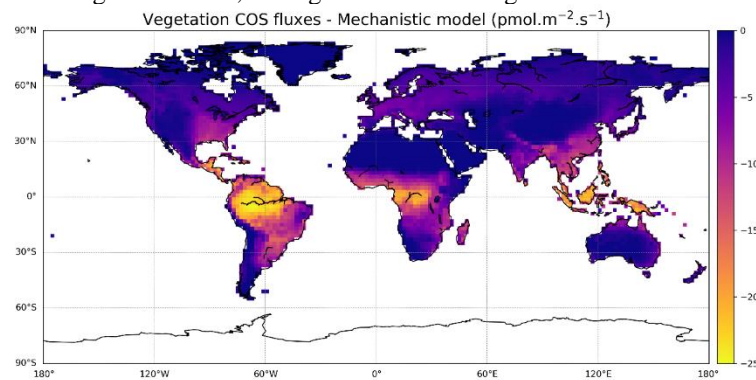 Vegetation COS fluxes - Mechanistic model (pmol.m⁻².s⁻¹)
90°N
60°N
30°N
0°
30°S
60°S
90°S
180°
120°W
60°W
0°
60°E
120°E
180°
0
−5
−10
−15
−20
−25